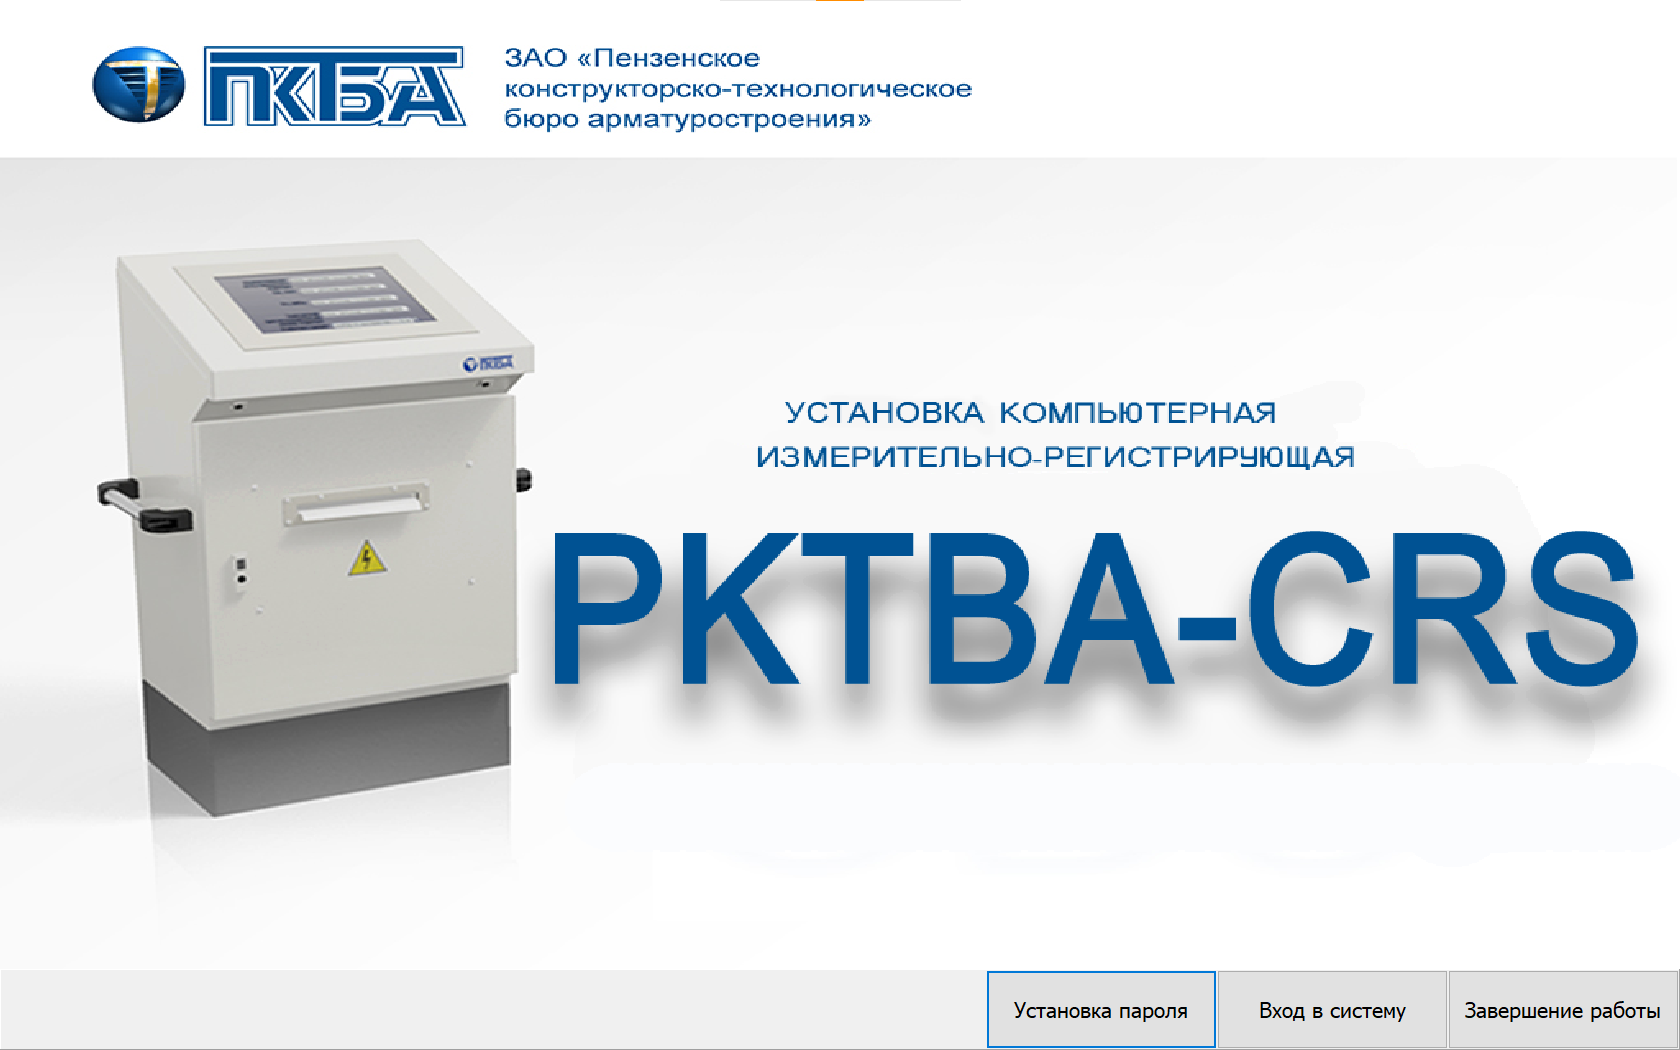 ПКТБА
ЗАО «Пензенское
конструкторско-технологическое
бюро арматуростроения»
ПКТБА
УСТАНОВКА КОМПЬЮТЕРНАЯ
ИЗМЕРИТЕЛЬНО-РЕГИСТРИРУЮЩАЯ
PKTBA-CRS
Установка пароля
Вход в систему
Завершение работы